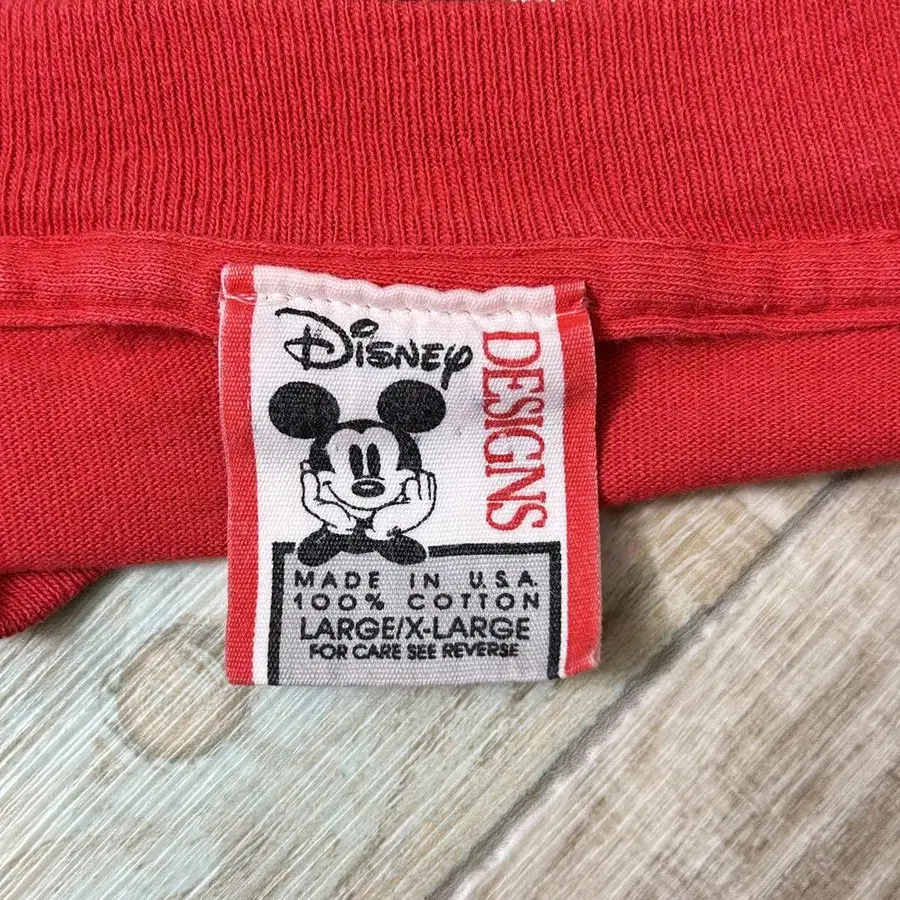 Disney
DESIGNS
MADE IN U.S.A.
100% COTTON
LARGE/X-LARGE
FOR CARE SEE REVERSE